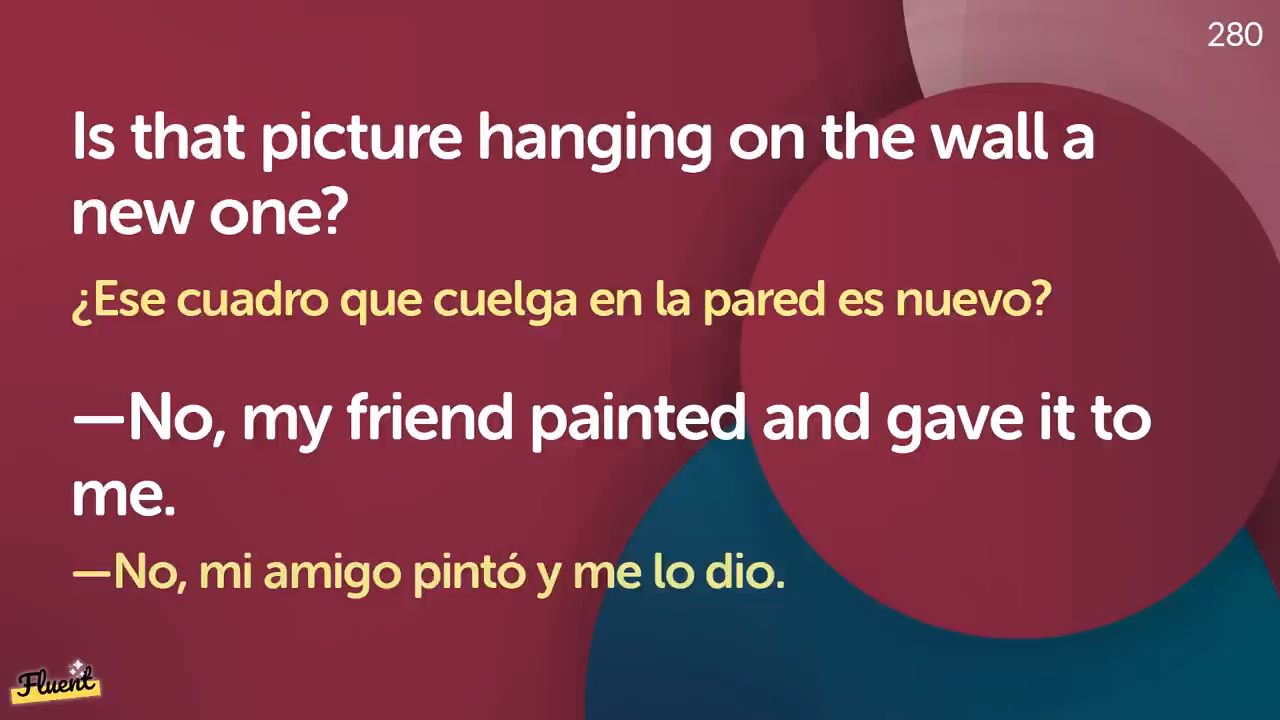 280
Is that picture hanging on the wall a
new one?
¿Ese cuadro que cuelga en la pared es nuevo?
—No, my friend painted and gave it to
me.
—No, mi amigo pintó y me lo dio.
Fluent